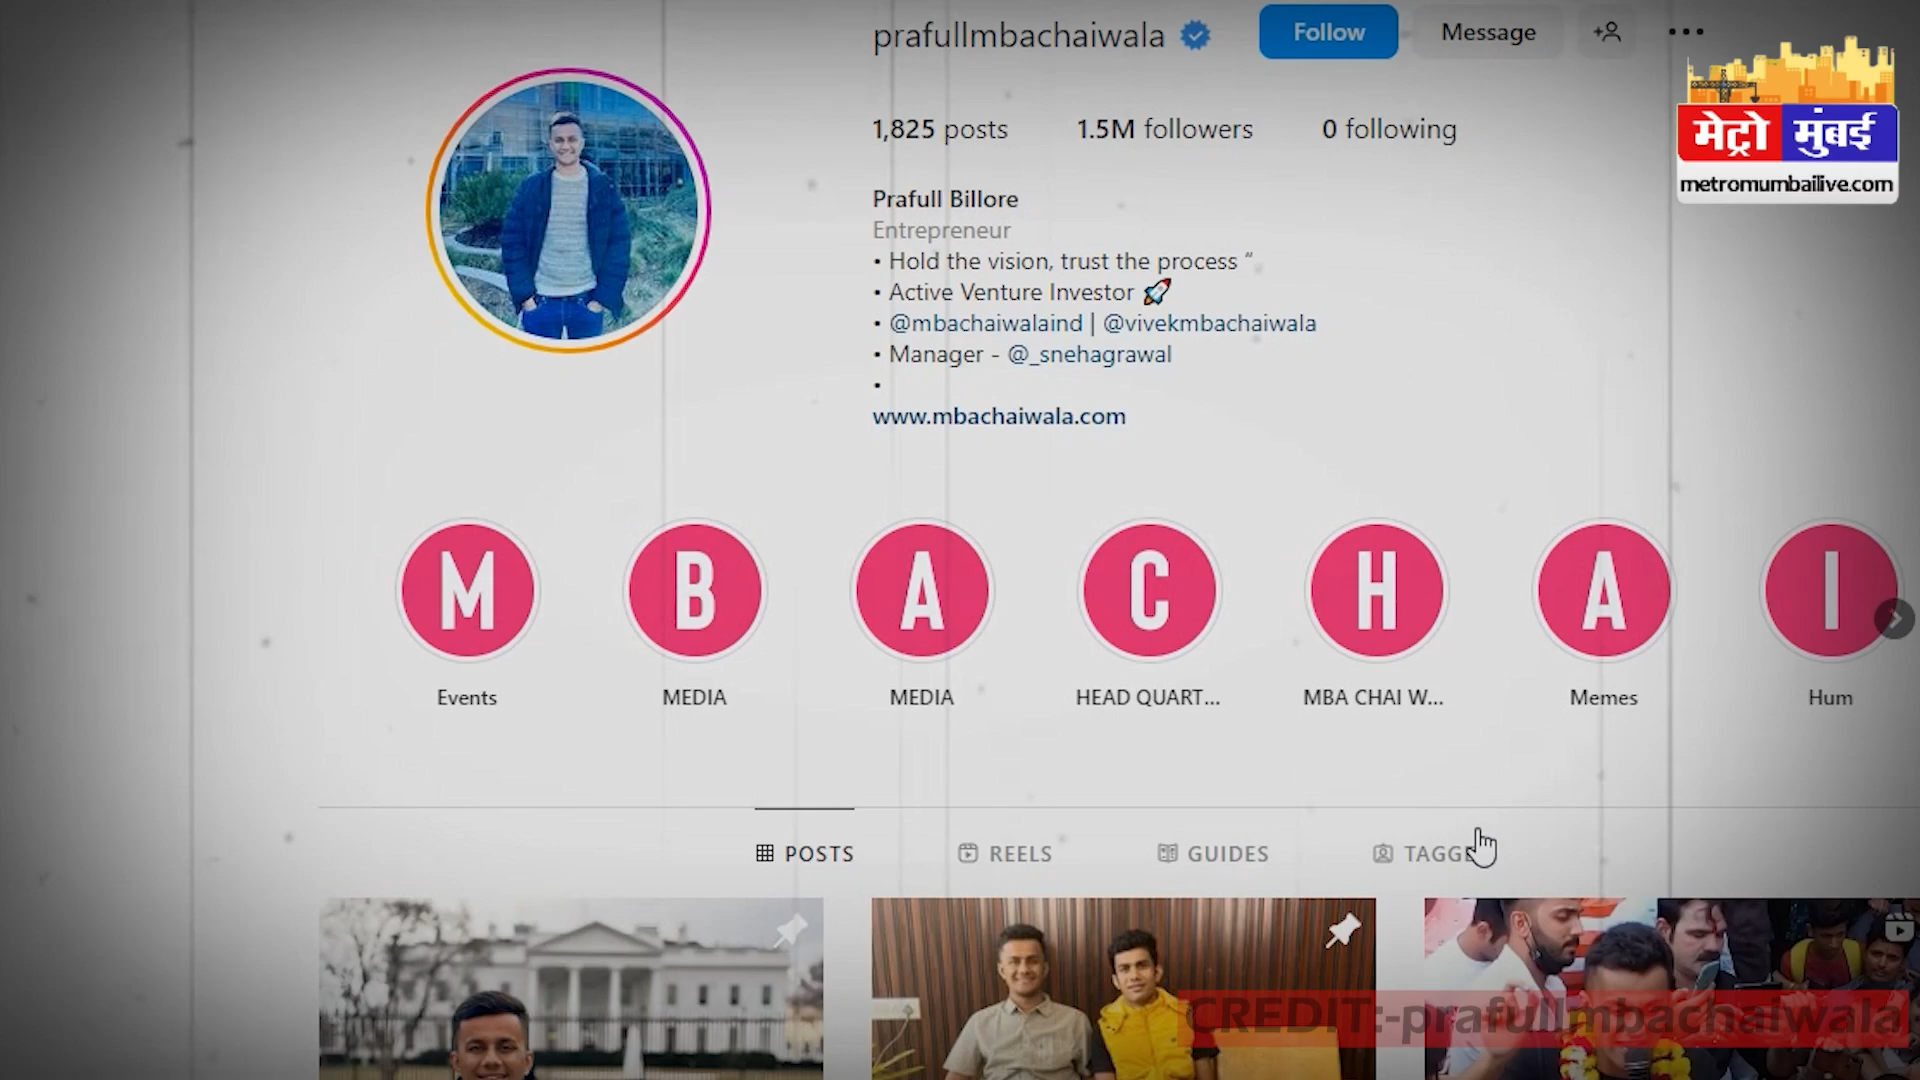 prafullmbachaiwala
Follow
Message
1,825 posts
1.5M followers
0 following
मेट्रो मुंबई
metromumbailive.com
Prafull Billore
Entrepreneur
• Hold the vision, trust the process “
• Active Venture Investor 🚀
• @mbachaiwalaind | @vivekmbachaiwala
• Manager - @_snehagrawal
•
www.mbachaiwala.com
M B A C H A I
Events
MEDIA
MEDIA
HEAD QUART...
MBA CHAI W...
Memes
Hum
POSTS
REELS
GUIDES
TAGGE
CREDIT:-prafullmbachaiwala